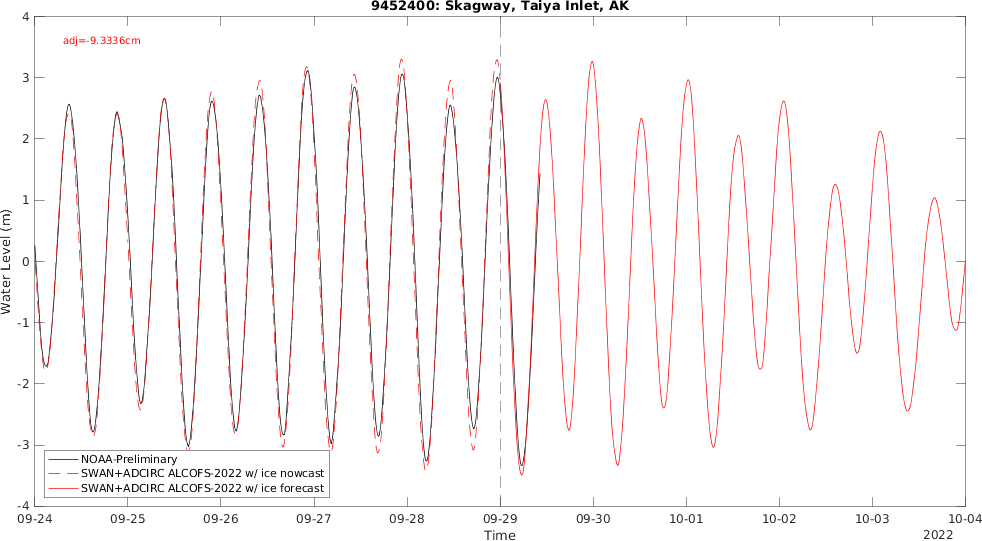 9452400: Skagway, Taiya Inlet, AK
adj=-9.3336cm
Water Level (m)
4
3
2
1
0
-1
-2
-3
-4
NOAA-Preliminary
SWAN+ADCIRC ALCOFS-2022 w/ ice nowcast
SWAN+ADCIRC ALCOFS-2022 w/ ice forecast
09-24 09-25 09-26 09-27 09-28 09-29 09-30 10-01 10-02 10-03 10-04
Time
2022